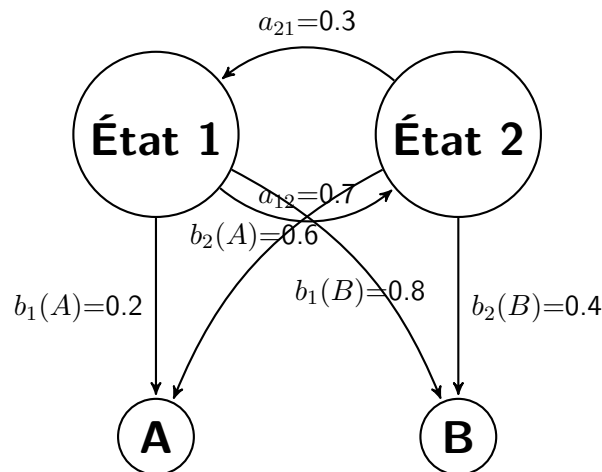 a₂₁=0.3
État 1
État 2
a₁₂=0.7
b₂(A)=0.6
b₁(B)=0.8
b₁(A)=0.2
b₂(B)=0.4
A
B